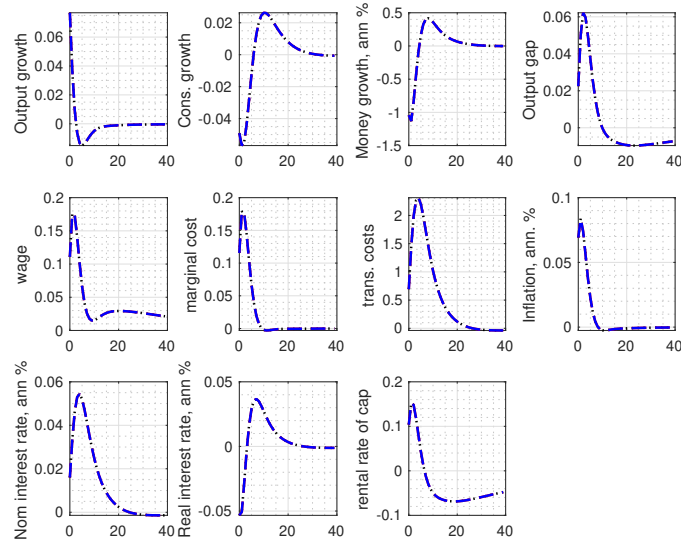 Output growth
0.06
0.04
0.02
0
0 20 40
Cons. growth
0.02
0
-0.02
-0.04
0 20 40
Money growth, ann %
0.5
0
-0.5
-1
-1.5
0 20 40
Output gap
0.06
0.04
0.02
0
0 20 40
wage
0.2
0.15
0.1
0.05
0
0 20 40
marginal cost
0.2
0.15
0.1
0.05
0
0 20 40
trans. costs
2
1.5
1
0.5
0
0 20 40
Inflation, ann. %
0.1
0.05
0
0 20 40
Nom interest rate, ann %
0.06
0.04
0.02
0
0 20 40
Real interest rate, ann %
0.05
0
-0.05
0 20 40
rental rate of cap
0.2
0.1
0
-0.1
0 20 40